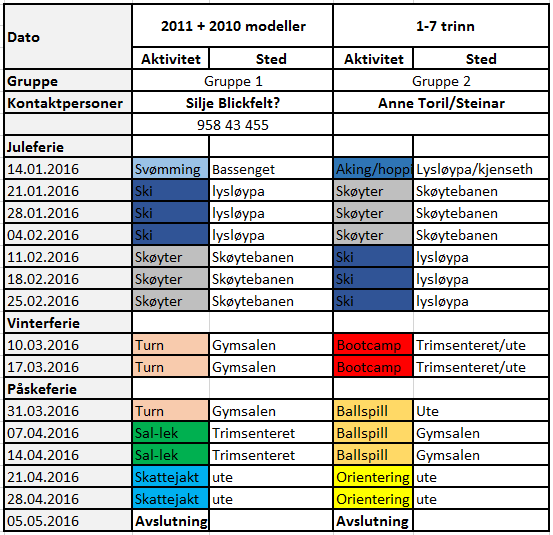 Dato 2011 + 2010 modeller 1-7 trinn
Aktivitet Sted Aktivitet Sted
Gruppe Gruppe 1 Gruppe 2
Kontaktpersoner Silje Blickfelt? Anne Toril/Steinar
958 43 455
Juleferie
14.01.2016 Svømming Bassenget Aking/hoppi Lysløypa/kjenseth
21.01.2016 Ski lysløypa Skøyter Skøytebanen
28.01.2016 Ski lysløypa Skøyter Skøytebanen
04.02.2016 Ski lysløypa Skøyter Skøytebanen
11.02.2016 Skøyter Skøytebanen Ski lysløypa
18.02.2016 Skøyter Skøytebanen Ski lysløypa
25.02.2016 Skøyter Skøytebanen Ski lysløypa
Vinterferie
10.03.2016 Turn Gymsalen Bootcamp Trimsenteret/ute
17.03.2016 Turn Gymsalen Bootcamp Trimsenteret/ute
Påskeferie
31.03.2016 Turn Gymsalen Ballspill Ute
07.04.2016 Sal-lek Trimsenteret Ballspill Gymsalen
14.04.2016 Sal-lek Trimsenteret Ballspill Gymsalen
21.04.2016 Skattejakt ute Orientering ute
28.04.2016 Skattejakt ute Orientering ute
05.05.2016 Avslutning Avslutning